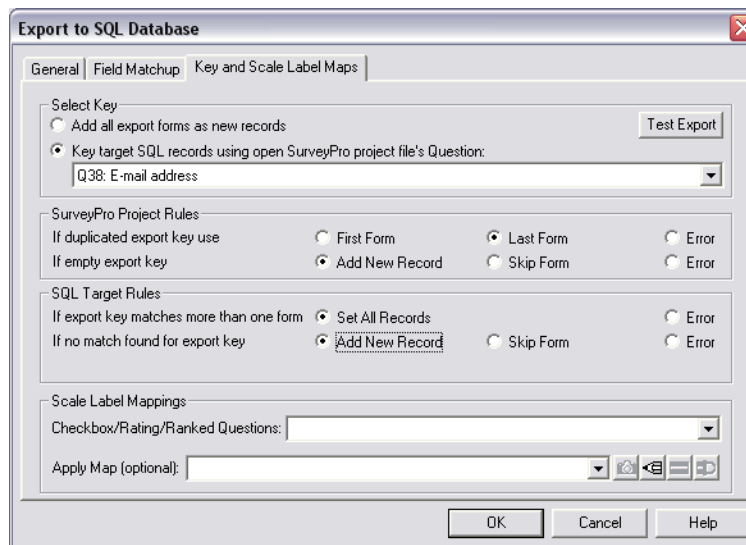 Export to SQL Database
General Field Matchup Key and Scale Label Maps
Select Key
Add all export forms as new records Test Export
Key target SQL records using open SurveyPro project file's Question:
Q38: E-mail address
SurveyPro Project Rules
If duplicated export key use First Form Last Form Error
If empty export key Add New Record Skip Form Error
SQL Target Rules
If export key matches more than one form Set All Records Error
If no match found for export key Add New Record Skip Form Error
Scale Label Mappings
Checkbox/Rating/Ranked Questions:
Apply Map (optional):
OK Cancel Help